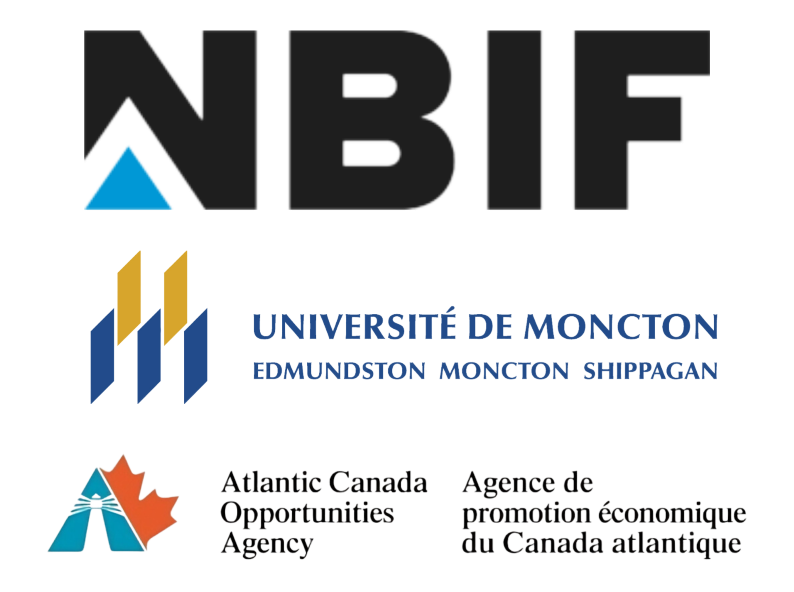 NBIF
UNIVERSITÉ DE MONCTON
EDMUNDSTON MONCTON SHIPPAGAN
Atlantic Canada
Opportunities
Agency
Agence de
promotion économique
du Canada atlantique